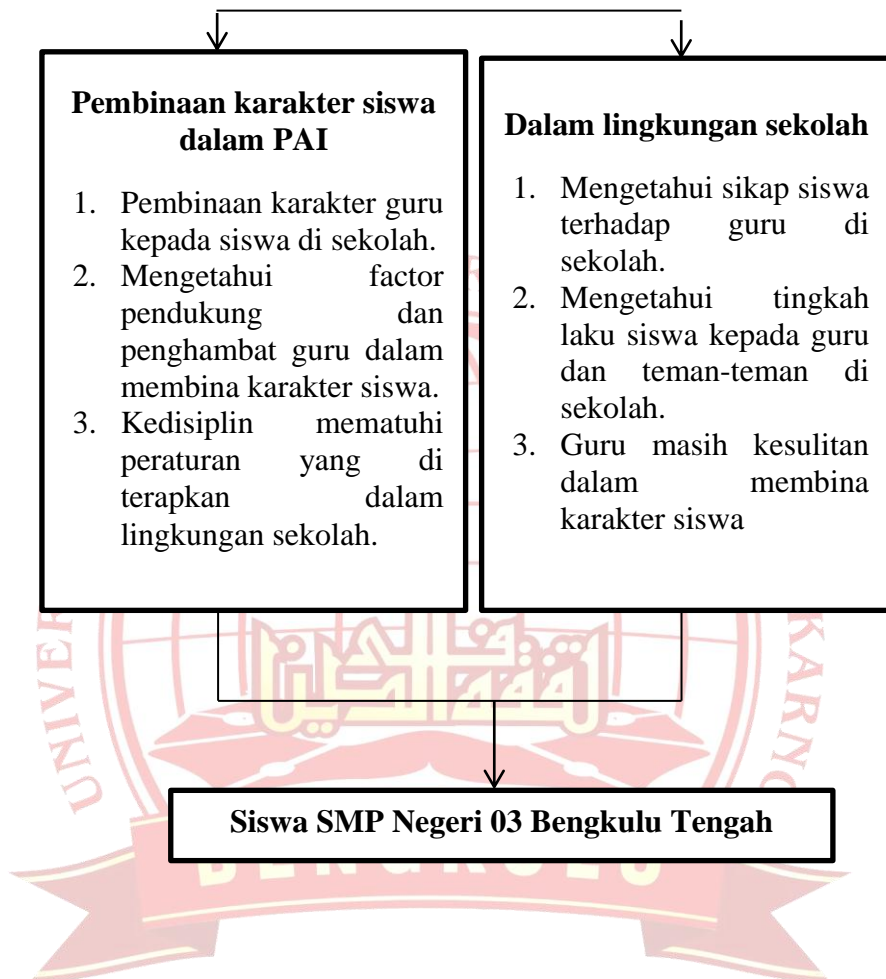 Pembinaan karakter siswa
dalam PAI
1. Pembinaan karakter guru
kepada siswa di sekolah.
2. Mengetahui factor
pendukung dan
penghambat guru dalam
membina karakter siswa.
3. Kedisiplin mematuhi
peraturan yang di
terapkan dalam
lingkungan sekolah.
Dalam lingkungan sekolah
1. Mengetahui sikap siswa
terhadap guru di
sekolah.
2. Mengetahui tingkah
laku siswa kepada guru
dan teman-teman di
sekolah.
3. Guru masih kesulitan
dalam membina
karakter siswa
Siswa SMP Negeri 03 Bengkulu Tengah
UNIVER
KARNO
BENGKULU